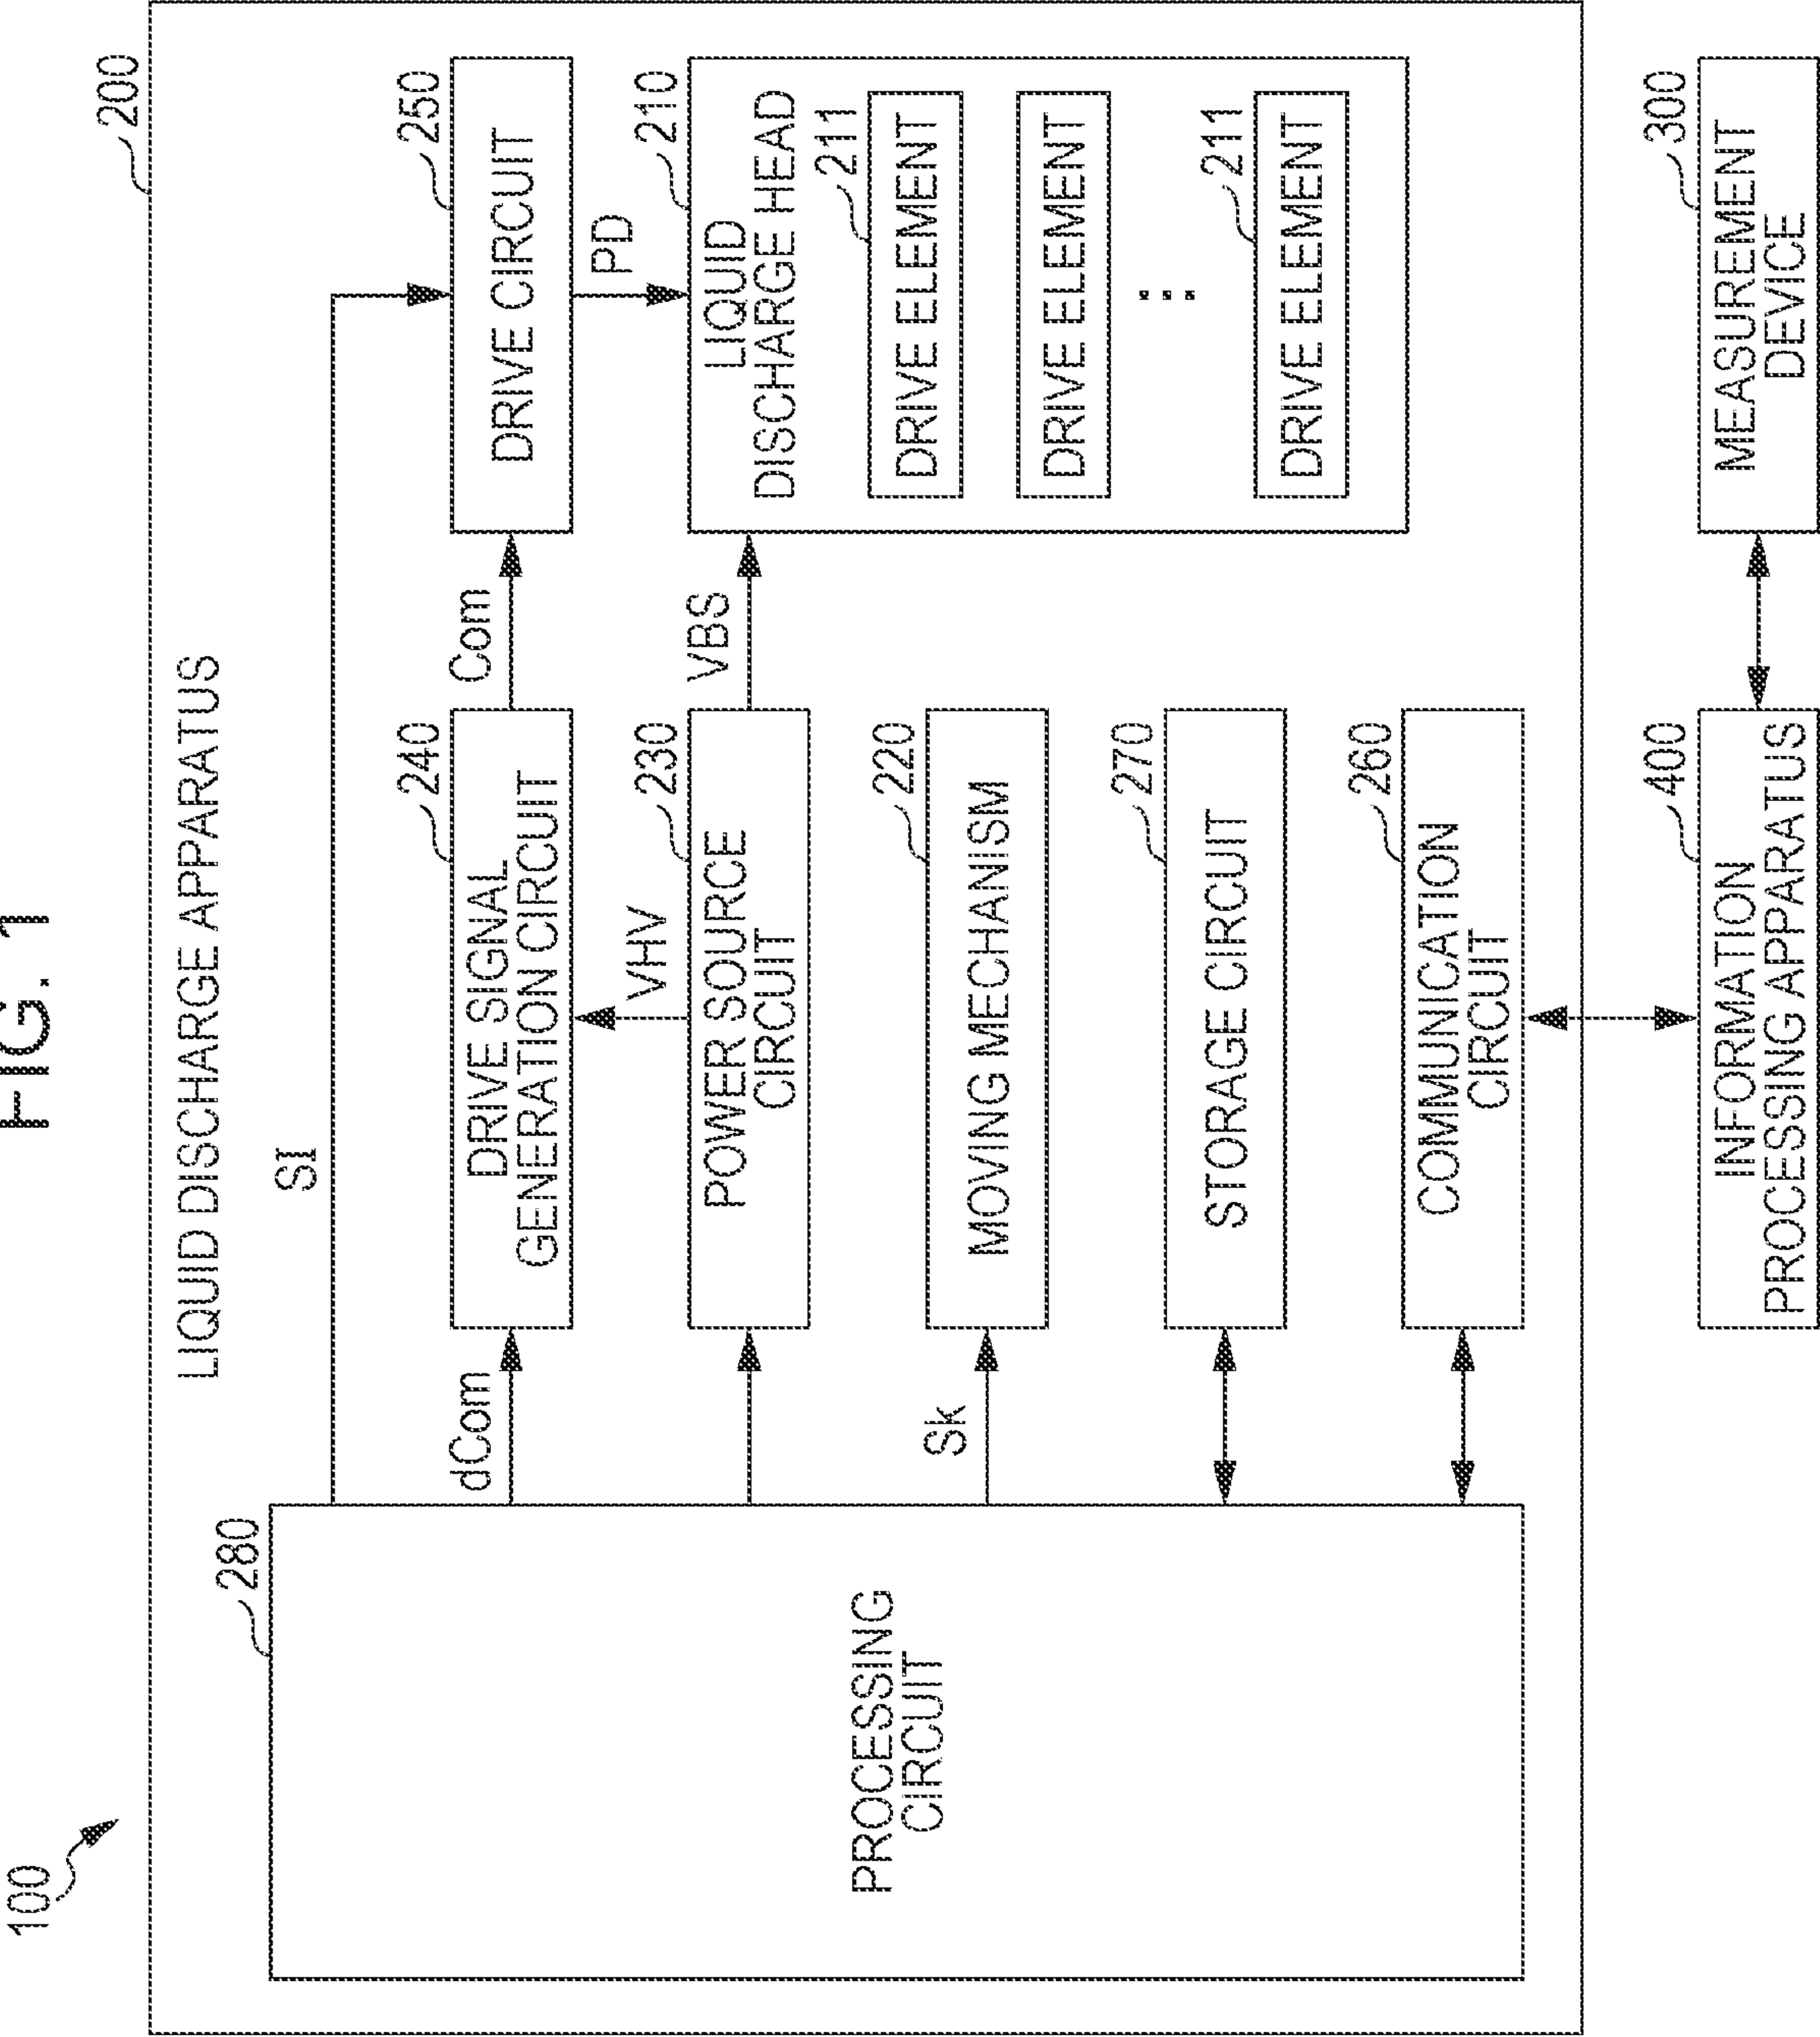 FIG. 1
100
200
LIQUID DISCHARGE APPARATUS
280
PROCESSING
CIRCUIT
SI
dCom
240
DRIVE SIGNAL
GENERATION CIRCUIT
Com
250
DRIVE CIRCUIT
VHV
PD
230
POWER SOURCE
CIRCUIT
VBS
210
LIQUID
DISCHARGE HEAD
211
DRIVE ELEMENT
DRIVE ELEMENT
...
211
DRIVE ELEMENT
Sk
220
MOVING MECHANISM
270
STORAGE CIRCUIT
260
COMMUNICATION
CIRCUIT
400
INFORMATION
PROCESSING APPARATUS
300
MEASUREMENT
DEVICE